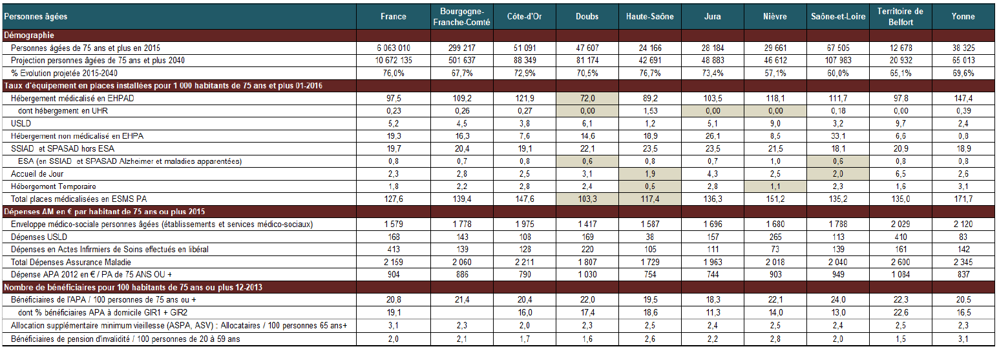 Personnes âgées France Bourgogne-Franche-Comté Côte-d'Or Doubs Haute-Saône Jura Nièvre Saône-et-Loire Territoire de Belfort Yonne
Démographie
Personnes âgées de 75 ans et plus en 2015 6 063 010 299 217 51 091 47 607 24 166 28 184 29 661 67 505 12 678 38 325
Projection personnes âgées de 75 ans et plus 2040 10 672 135 501 637 88 349 81 174 42 691 48 883 46 612 107 983 20 932 65 013
% Evolution projetée 2015-2040 76,0% 67,7% 72,9% 70,5% 76,7% 73,4% 57,1% 60,0% 65,1% 69,6%
Taux d'équipement en places installées pour 1 000 habitants de 75 ans et plus 01-2016
Hébergement médicalisé en EHPAD 97,5 109,2 121,9 72,0 89,2 103,5 118,1 111,7 97,8 147,4
dont hébergement en UHR 0,23 0,26 0,27 0,00 1,53 0,00 0,00 0,18 0,00 0,39
USLD 5,2 4,5 3,8 6,1 1,2 5,1 9,0 3,2 9,7 2,4
Hébergement non médicalisé en EHPA 19,3 16,3 7,6 14,6 18,9 26,1 8,5 33,1 6,6 0,8
SSIAD et SPASAD hors ESA 19,7 20,4 19,1 22,1 23,5 23,5 21,5 18,1 20,9 18,9
ESA (en SSIAD et SPASAD Alzheimer et maladies apparentées) 0,8 0,7 0,8 0,6 0,8 0,7 1,0 0,6 0,8 0,8
Accueil de Jour 2,3 2,8 2,5 3,1 1,9 4,3 2,5 2,0 6,5 2,6
Hébergement Temporaire 1,8 2,2 2,8 2,4 0,5 2,8 1,1 2,3 1,6 3,1
Total places médicalisées en ESMS PA 127,6 139,4 147,6 103,3 117,4 136,3 151,2 135,2 135,0 171,7
Dépenses AM en € par habitant de 75 ans ou plus 2015
Enveloppe médico-sociale personnes âgées (établissements et services médico-sociaux) 1 579 1 778 1 975 1 417 1 587 1 696 1 680 1 788 2 029 2 120
Dépenses USLD 168 143 108 169 38 157 265 113 410 83
Dépenses en Actes Infirmiers de Soins effectués en libéral 413 139 128 220 105 111 73 139 161 142
Total Dépenses Assurance Maladie 2 159 2 060 2 211 1 807 1 729 1 963 2 018 2 040 2 600 2 345
Dépense APA 2012 en € / PA de 75 ANS OU + 904 886 790 1 030 754 744 903 949 1 084 837
Nombre de bénéficiaires pour 100 habitants de 75 ans ou plus 12-2013
Bénéficiaires de l'APA / 100 personnes de 75 ans ou + 20,8 21,4 20,4 22,0 19,5 18,3 22,1 24,0 22,3 20,5
dont % bénéficiaires APA à domicile GIR1 + GIR2 19,1 16,0 17,4 18,6 11,3 14,0 13,0 22,6 16,5
Allocation supplémentaire minimum vieillesse (ASPA, ASV) : Allocataires / 100 personnes 65 ans+ 3,1 2,3 2,0 2,3 2,5 2,4 2,5 2,4 2,5 2,3
Bénéficiaires de pension d'invalidité / 100 personnes de 20 à 59 ans 2,0 2,1 1,7 1,6 2,6 2,2 2,8 2,0 1,5 3,1